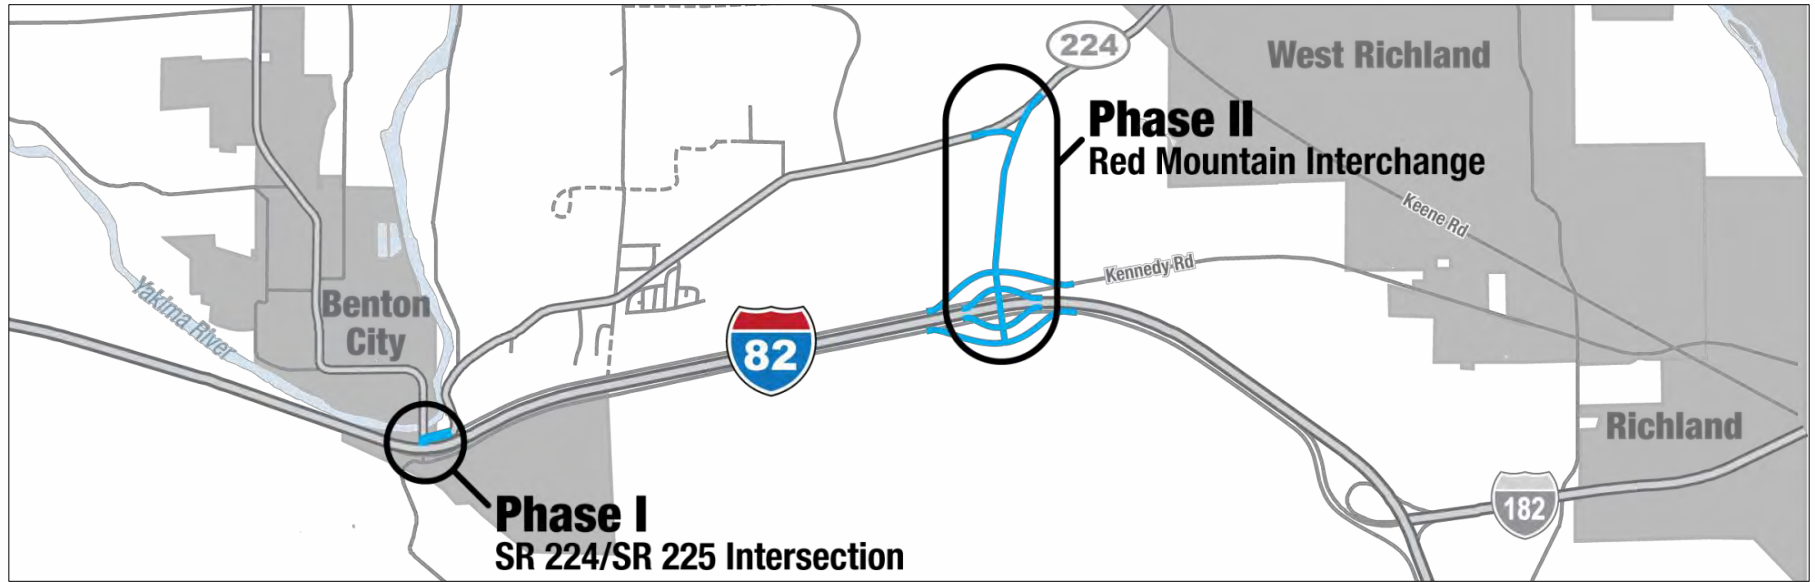 224
West Richland
Phase II
Red Mountain Interchange
Keene Rd
Kennedy Rd
Yakima River
Benton
City
82
Richland
182
Phase I
SR 224/SR 225 Intersection